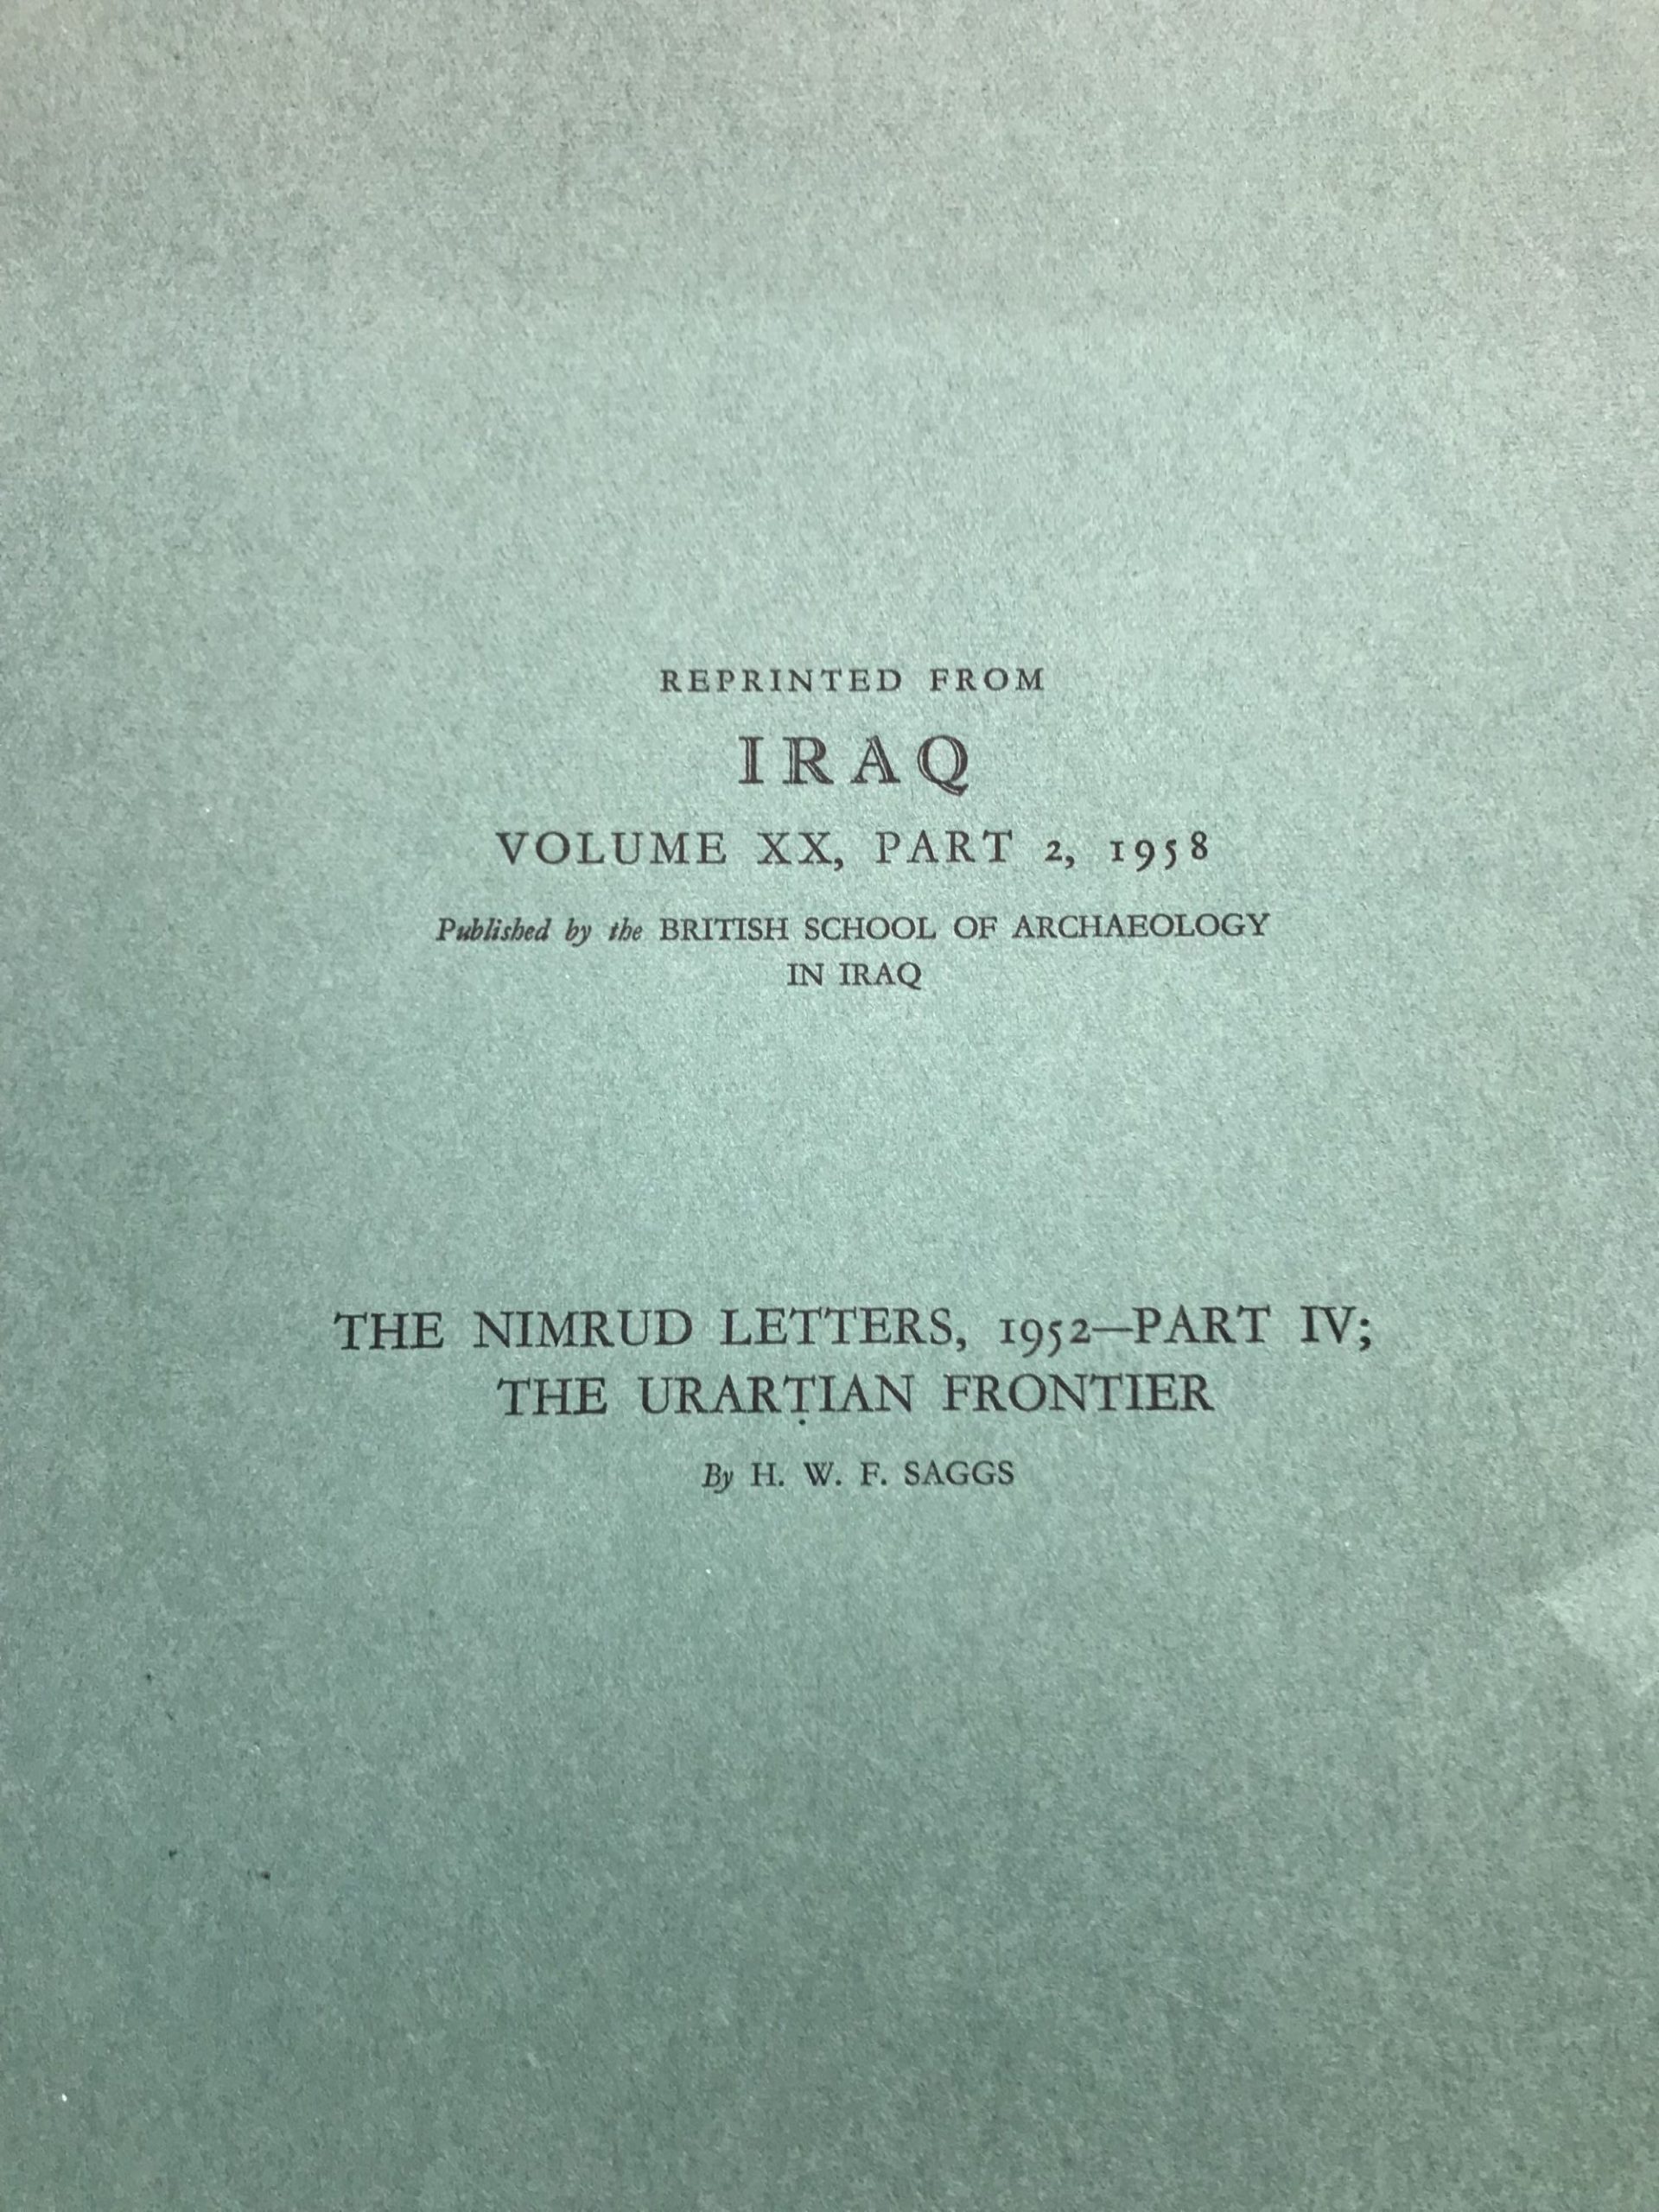 REPRINTED FROM
IRAQ
VOLUME XX, PART 2, 1958
Published by the BRITISH SCHOOL OF ARCHAEOLOGY
IN IRAQ
THE NIMRUD LETTERS, 1952—PART IV;
THE URARṬIAN FRONTIER
By H. W. F. SAGGS